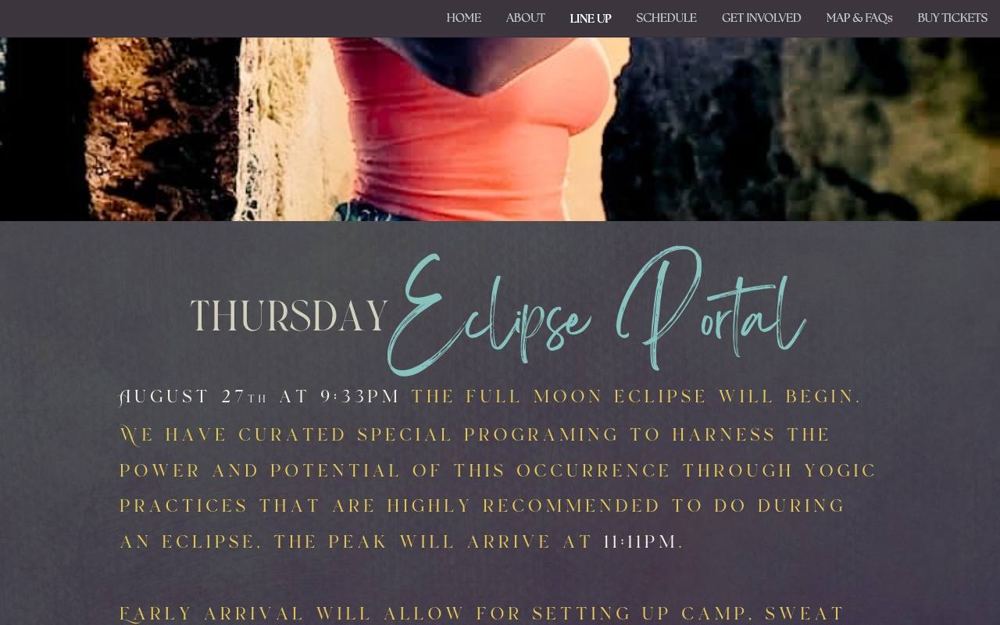 HOME ABOUT LINE UP SCHEDULE GET INVOLVED MAP & FAQs BUY TICKETS
THURSDAY Eclipse Portal
AUGUST 27TH AT 9:33PM THE FULL MOON ECLIPSE WILL BEGIN.
WE HAVE CURATED SPECIAL PROGRAMING TO HARNESS THE
POWER AND POTENTIAL OF THIS OCCURRENCE THROUGH YOGIC
PRACTICES THAT ARE HIGHLY RECOMMENDED TO DO DURING
AN ECLIPSE. THE PEAK WILL ARRIVE AT 11:11PM.
EARLY ARRIVAL WILL ALLOW FOR SETTING UP CAMP, SWEAT